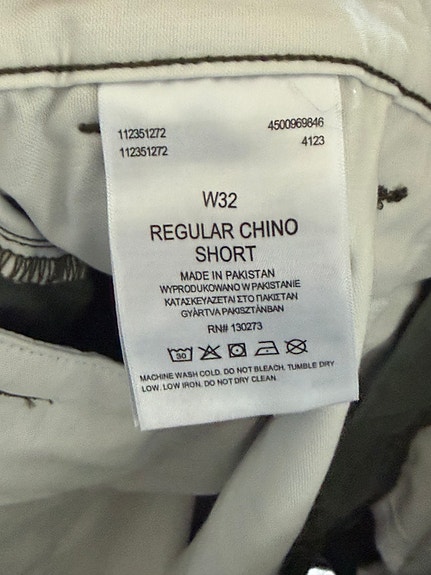 112351272 4500969846
112351272 4123
W32
REGULAR CHINO
SHORT
MADE IN PAKISTAN
WYPRODUKOWANO W PAKISTANIE
ΚΑΤΑΣΚΕΥΑΖΕΤΑΙ ΣΤΟ ΠΑΚΙΣΤΑΝ
GYÁRTVA PAKISZTÁNBAN
RN# 130273
30
MACHINE WASH COLD. DO NOT BLEACH. TUMBLE DRY
LOW. LOW IRON. DO NOT DRY CLEAN.